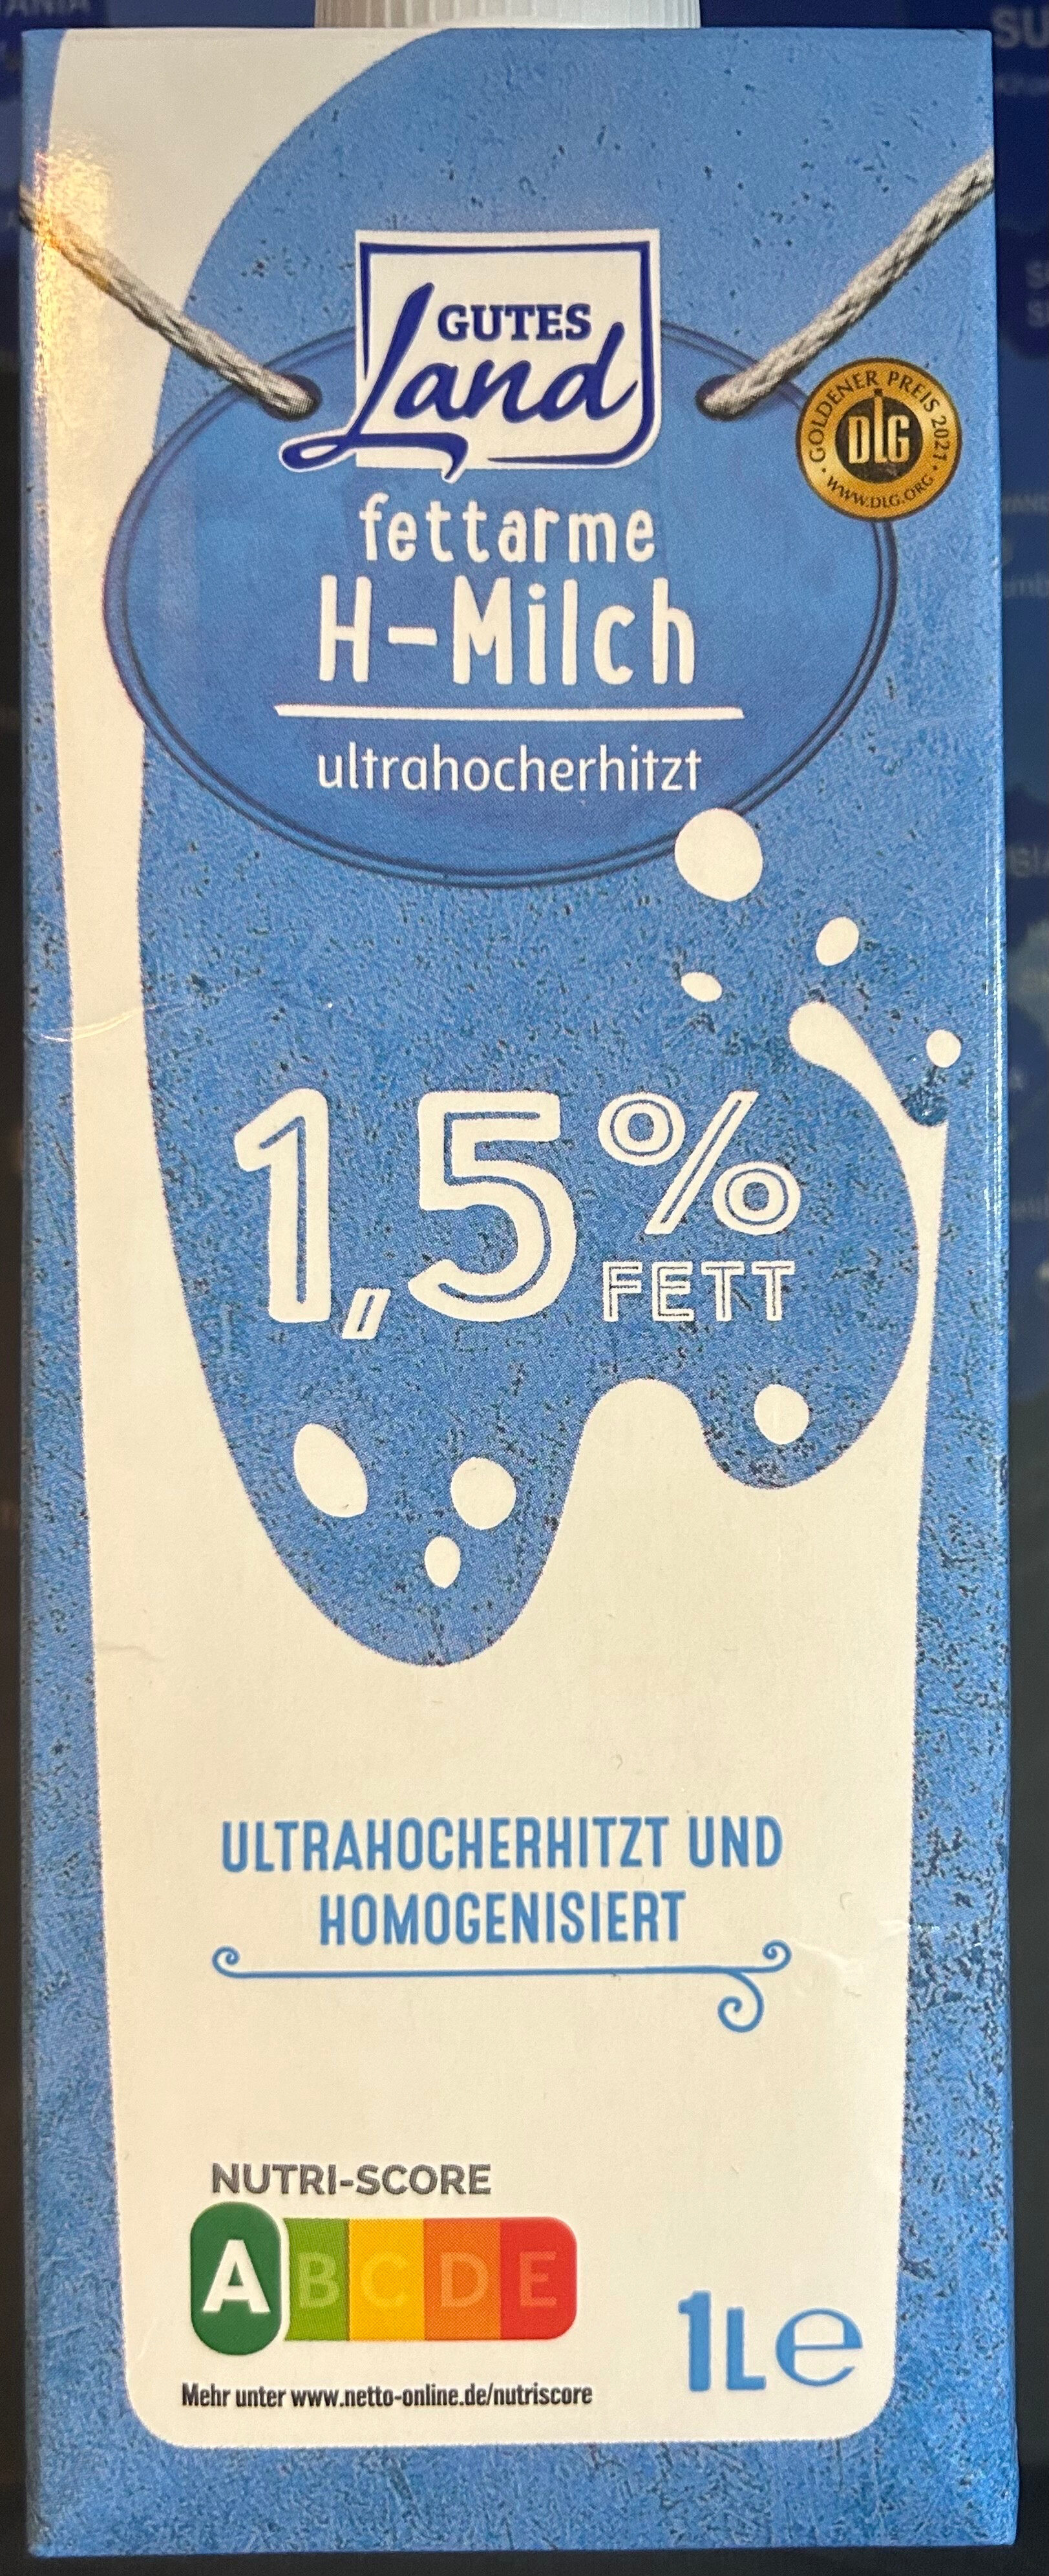 GUTES
Land
GOLDENER PREIS 2021
DLG
WWW.DLG.ORG
fettarme
H-Milch
ultrahocherhitzt
1,5%
FETT
ULTRAHOCHERHITZT UND
HOMOGENISIERT
NUTRI-SCORE
A B C D E
1L e
Mehr unter www.netto-online.de/nutriscore